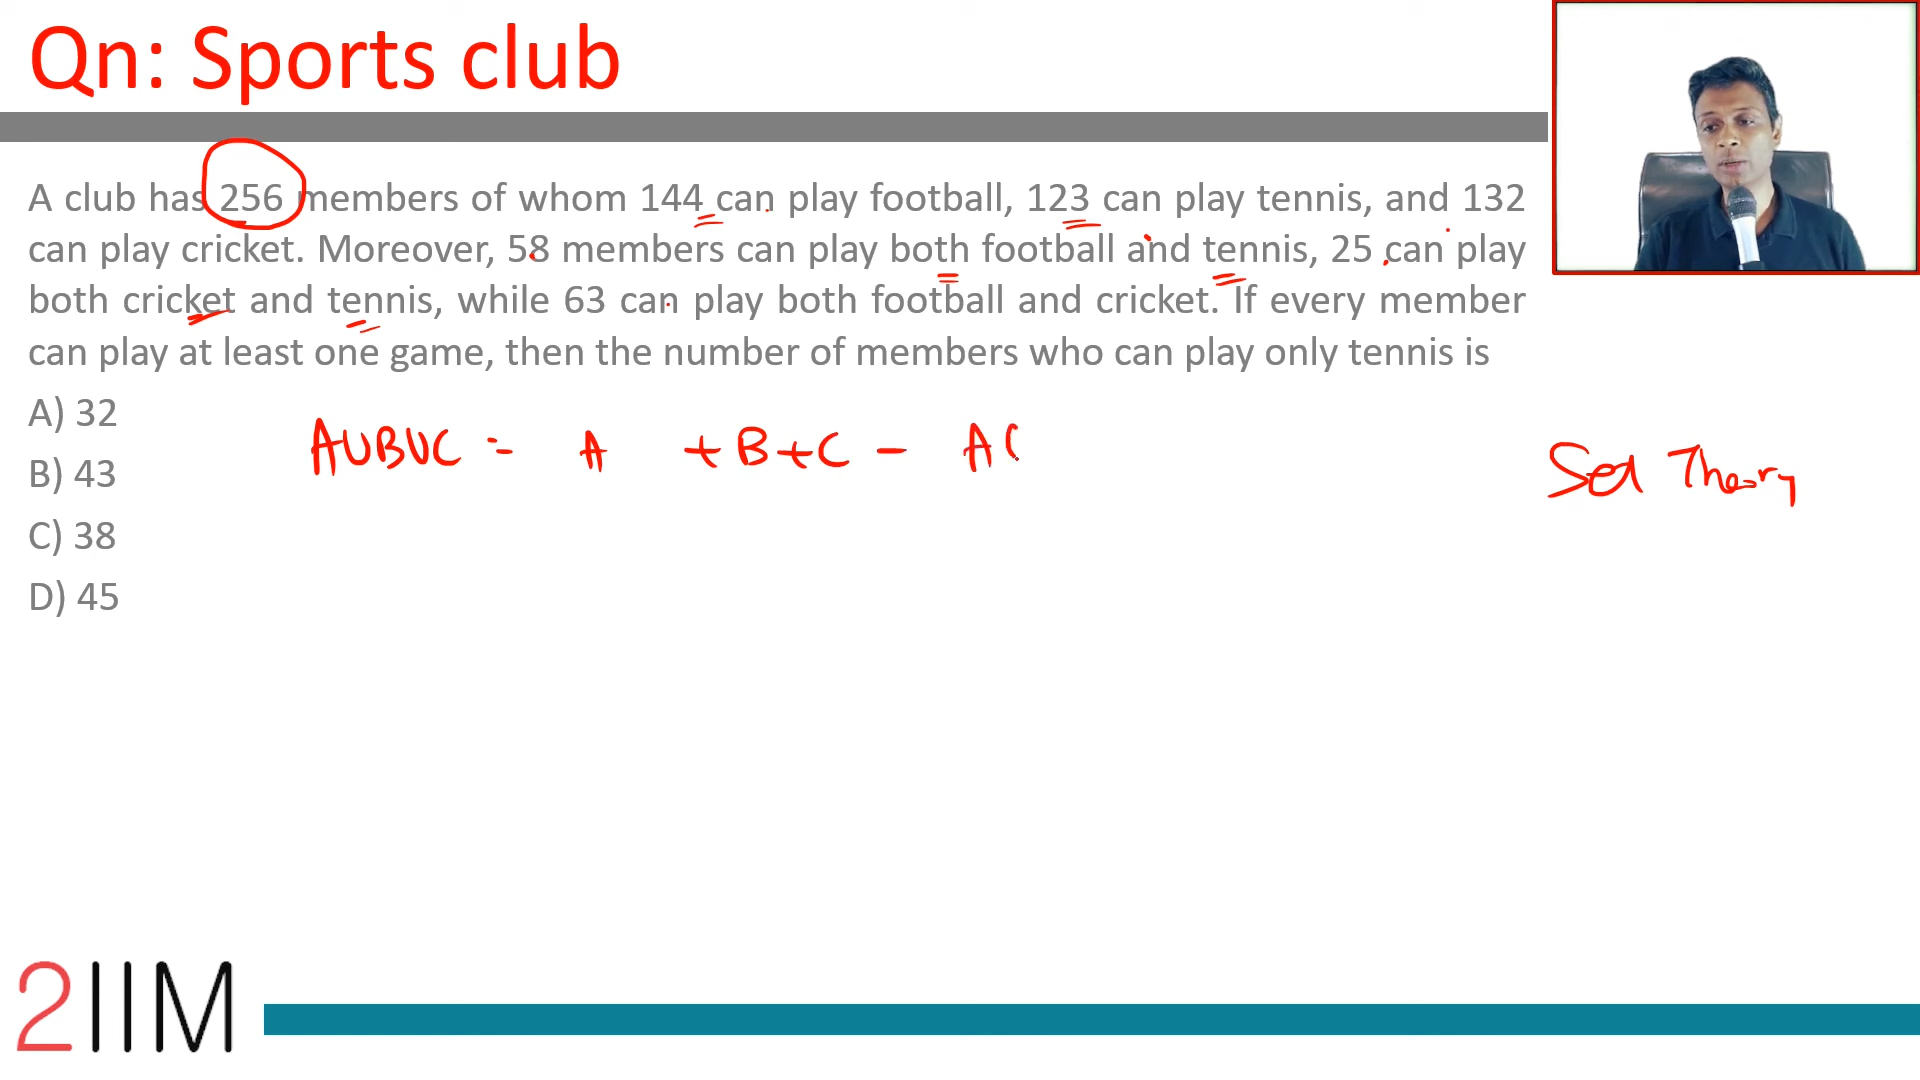 Qn: Sports club
A club has 256 members of whom 144 can play football, 123 can play tennis, and 132
can play cricket. Moreover, 58 members can play both football and tennis, 25 can play
both cricket and tennis, while 63 can play both football and cricket. If every member
can play at least one game, then the number of members who can play only tennis is
A) 32
B) 43
C) 38
D) 45
A∪B∪C = A + B + C - A (
Set Theory
2IIM